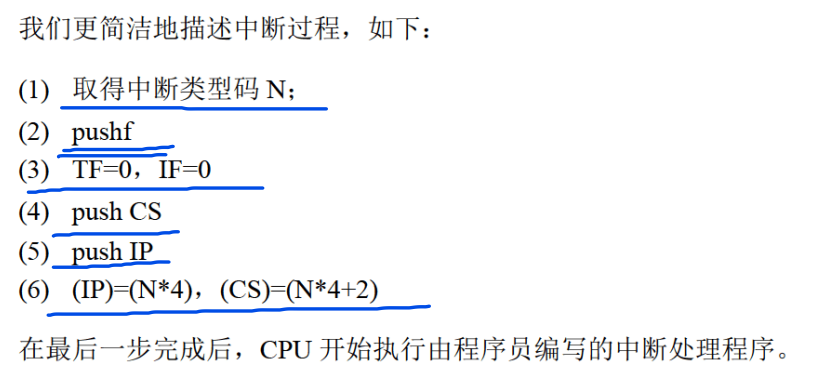 我们更简洁地描述中断过程，如下：
(1) 取得中断类型码 N；
(2) pushf
(3) TF=0，IF=0
(4) push CS
(5) push IP
(6) (IP)=(N*4)，(CS)=(N*4+2)
在最后一步完成后，CPU 开始执行由程序员编写的中断处理程序。